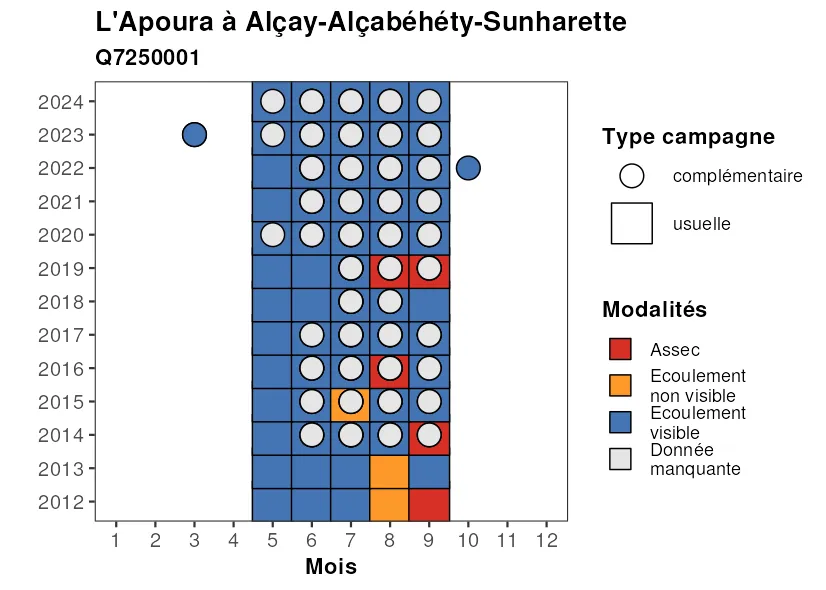 L'Apoura à Alçay-Alçabéhéty-Sunharette
Q7250001
2024
2023
2022
2021
2020
2019
2018
2017
2016
2015
2014
2013
2012
1 2 3 4 5 6 7 8 9 10 11 12
Mois
Type campagne
complémentaire
usuelle
Modalités
Assec
Ecoulement
non visible
Ecoulement
visible
Donnée
manquante